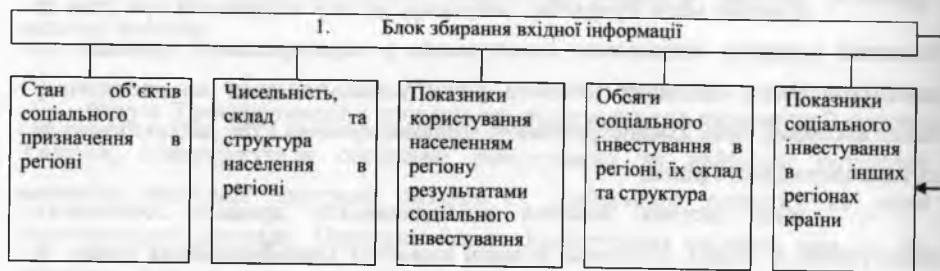 1. Блок збирання вхідної інформації
Стан об’єктів
соціального
призначення в
регіоні
Чисельність,
склад та
структура
населення в
регіоні
Показники
користування
населенням
регіону
результатами
соціального
інвестування
Обсяги
соціального
інвестування в
регіоні, їх склад
та структура
Показники
соціального
інвестування
в інших
регіонах
країни